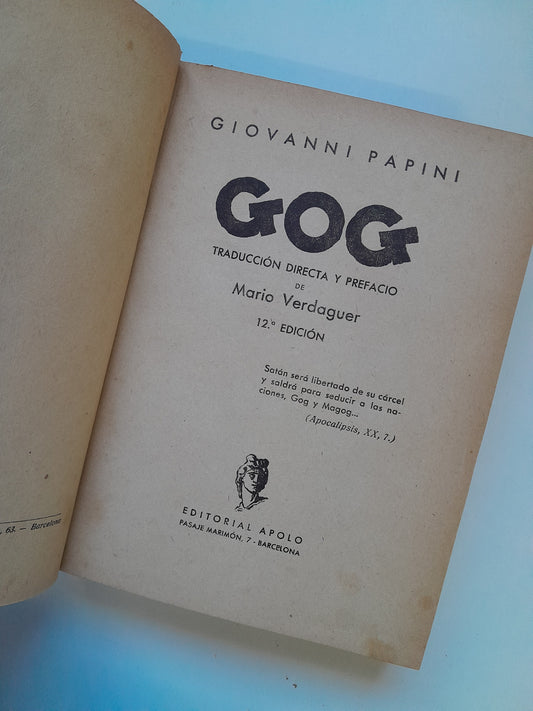 GIOVANNI PAPINI
GOG
TRADUCCIÓN DIRECTA Y PREFACIO
DE
Mario Verdaguer
12.ª EDICIÓN
Satán será libertado de su cárcel
y saldrá para seducir a las na-
ciones, Gog y Magog...
(Apocalipsis, XX, 7.)
EDITORIAL APOLO
PASAJE MARIMÓN, 7 - BARCELONA
63. — Barcelona